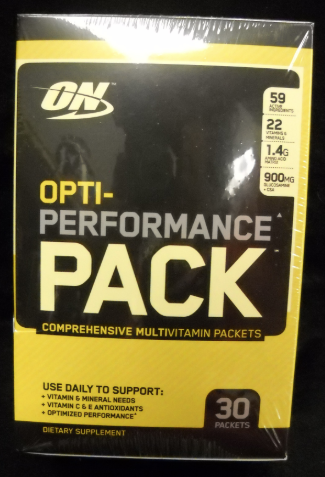 ON
59
ACTIVE
INGREDIENTS
22
VITAMINS &
MINERALS
1.4G
AMINO ACID
MATRIX
900MG
GLUCOSAMINE
+ CSA
OPTI-
PERFORMANCE
PACK
COMPREHENSIVE MULTIVITAMIN PACKETS
USE DAILY TO SUPPORT:
• VITAMIN & MINERAL NEEDS
• VITAMIN C & E ANTIOXIDANTS
• OPTIMIZED PERFORMANCE
30
PACKETS
DIETARY SUPPLEMENT